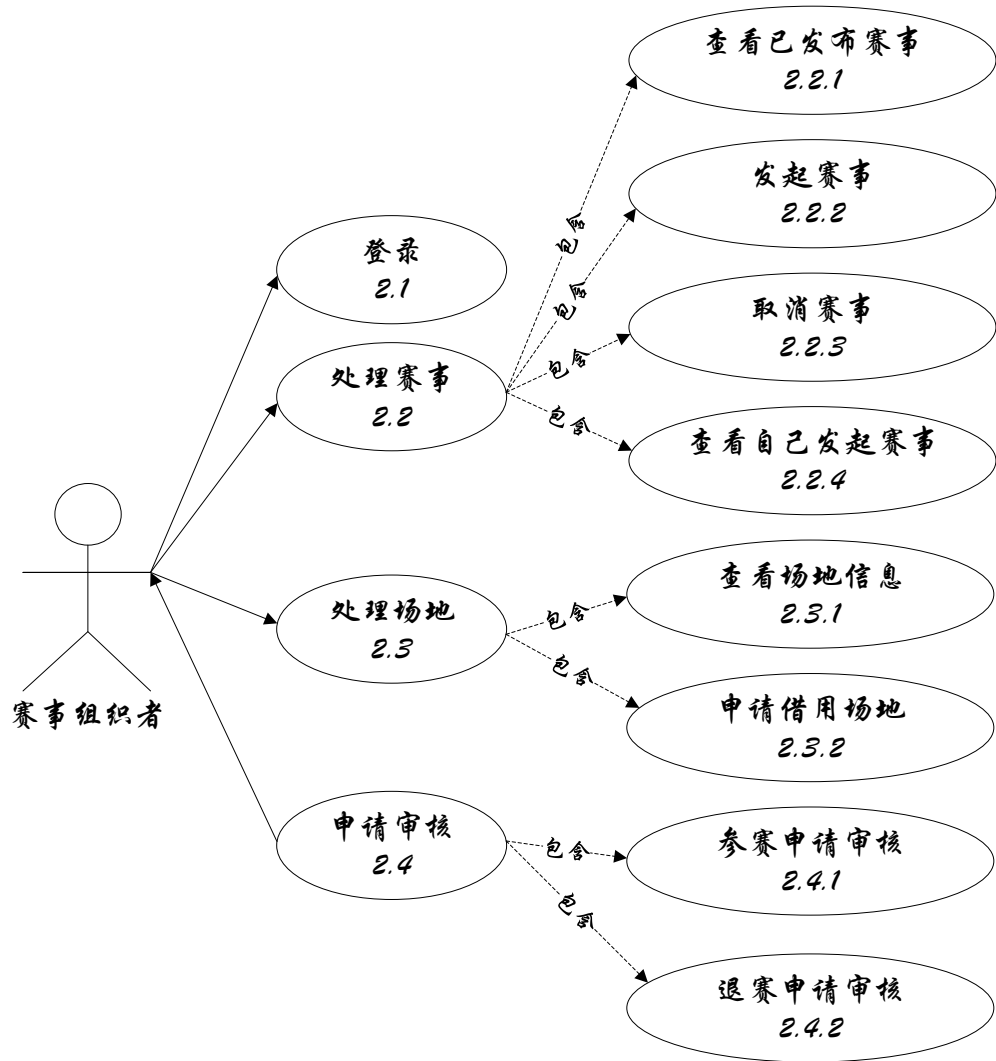 查看已发布赛事
2.2.1
发起赛事
2.2.2
包含
包含
登录
2.1
取消赛事
2.2.3
包含
处理赛事
2.2
包含
查看自己发起赛事
2.2.4
查看场地信息
2.3.1
包含
处理场地
2.3
包含
申请借用场地
2.3.2
赛事组织者
申请审核
2.4
包含
参赛申请审核
2.4.1
包含
退赛申请审核
2.4.2